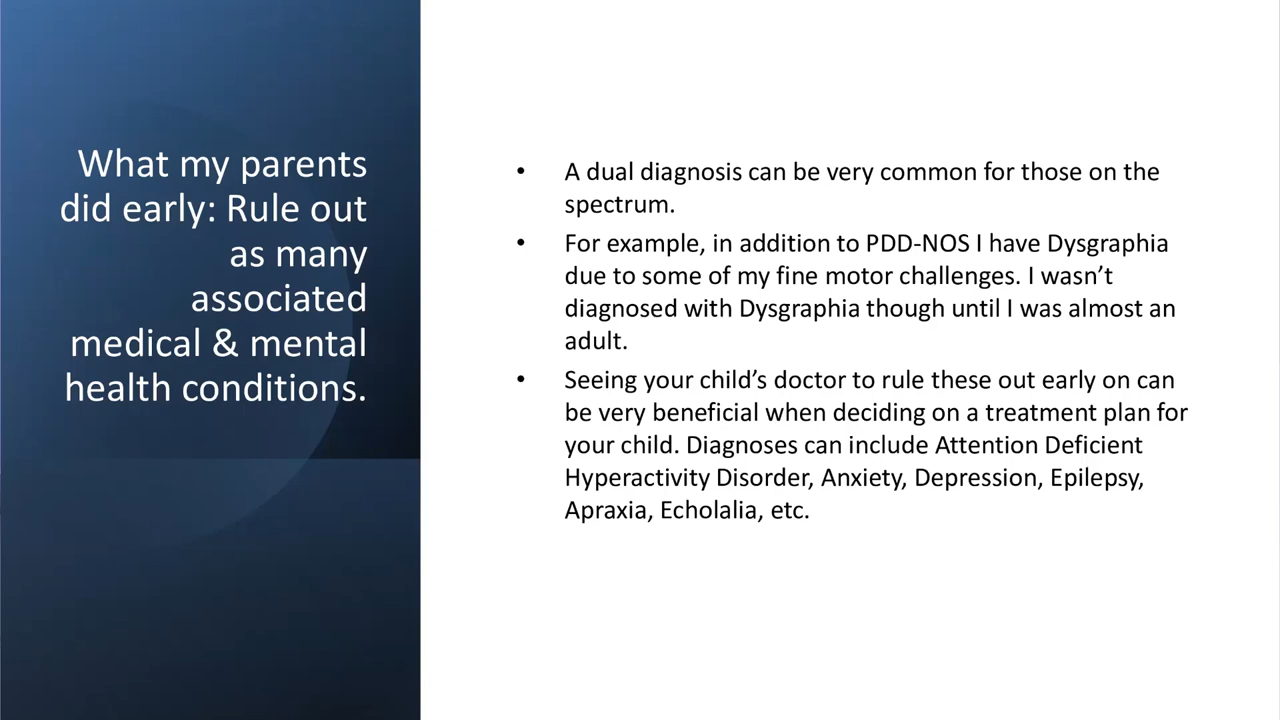 What my parents
did early: Rule out
as many
associated
medical & mental
health conditions.
• A dual diagnosis can be very common for those on the
spectrum.
• For example, in addition to PDD-NOS I have Dysgraphia
due to some of my fine motor challenges. I wasn’t
diagnosed with Dysgraphia though until I was almost an
adult.
• Seeing your child’s doctor to rule these out early on can
be very beneficial when deciding on a treatment plan for
your child. Diagnoses can include Attention Deficient
Hyperactivity Disorder, Anxiety, Depression, Epilepsy,
Apraxia, Echolalia, etc.